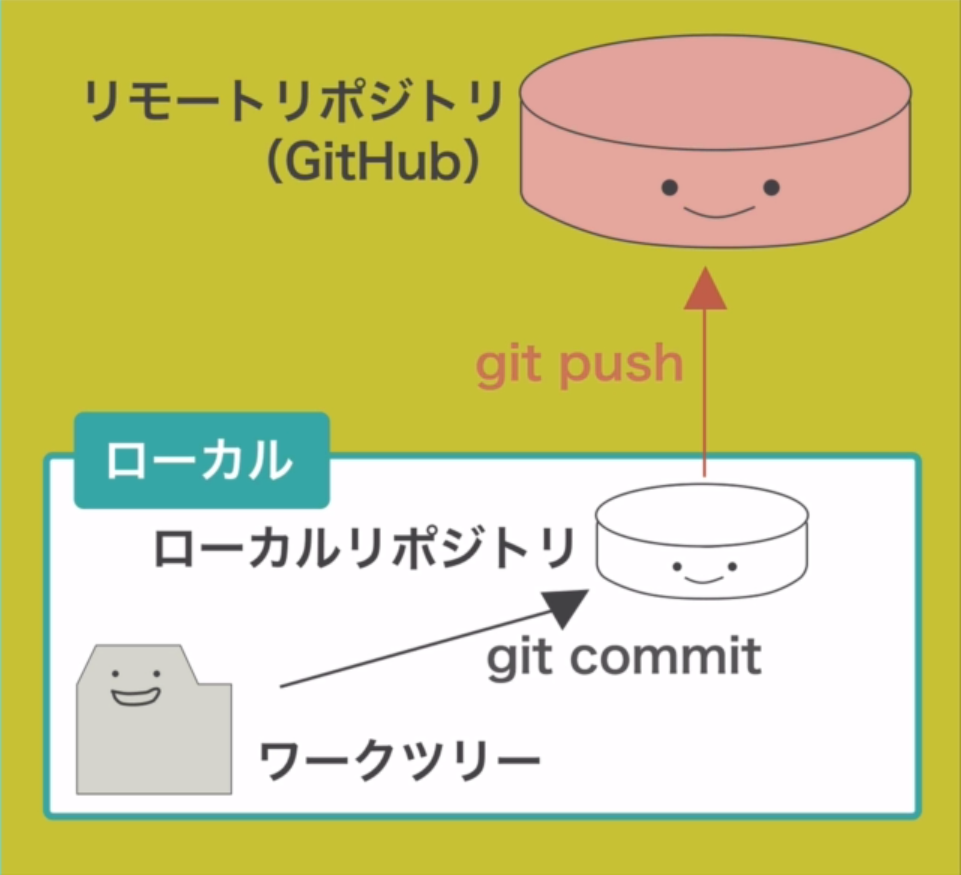 リモートリポジトリ
（GitHub）
git push
ローカル
ローカルリポジトリ
git commit
ワークツリー